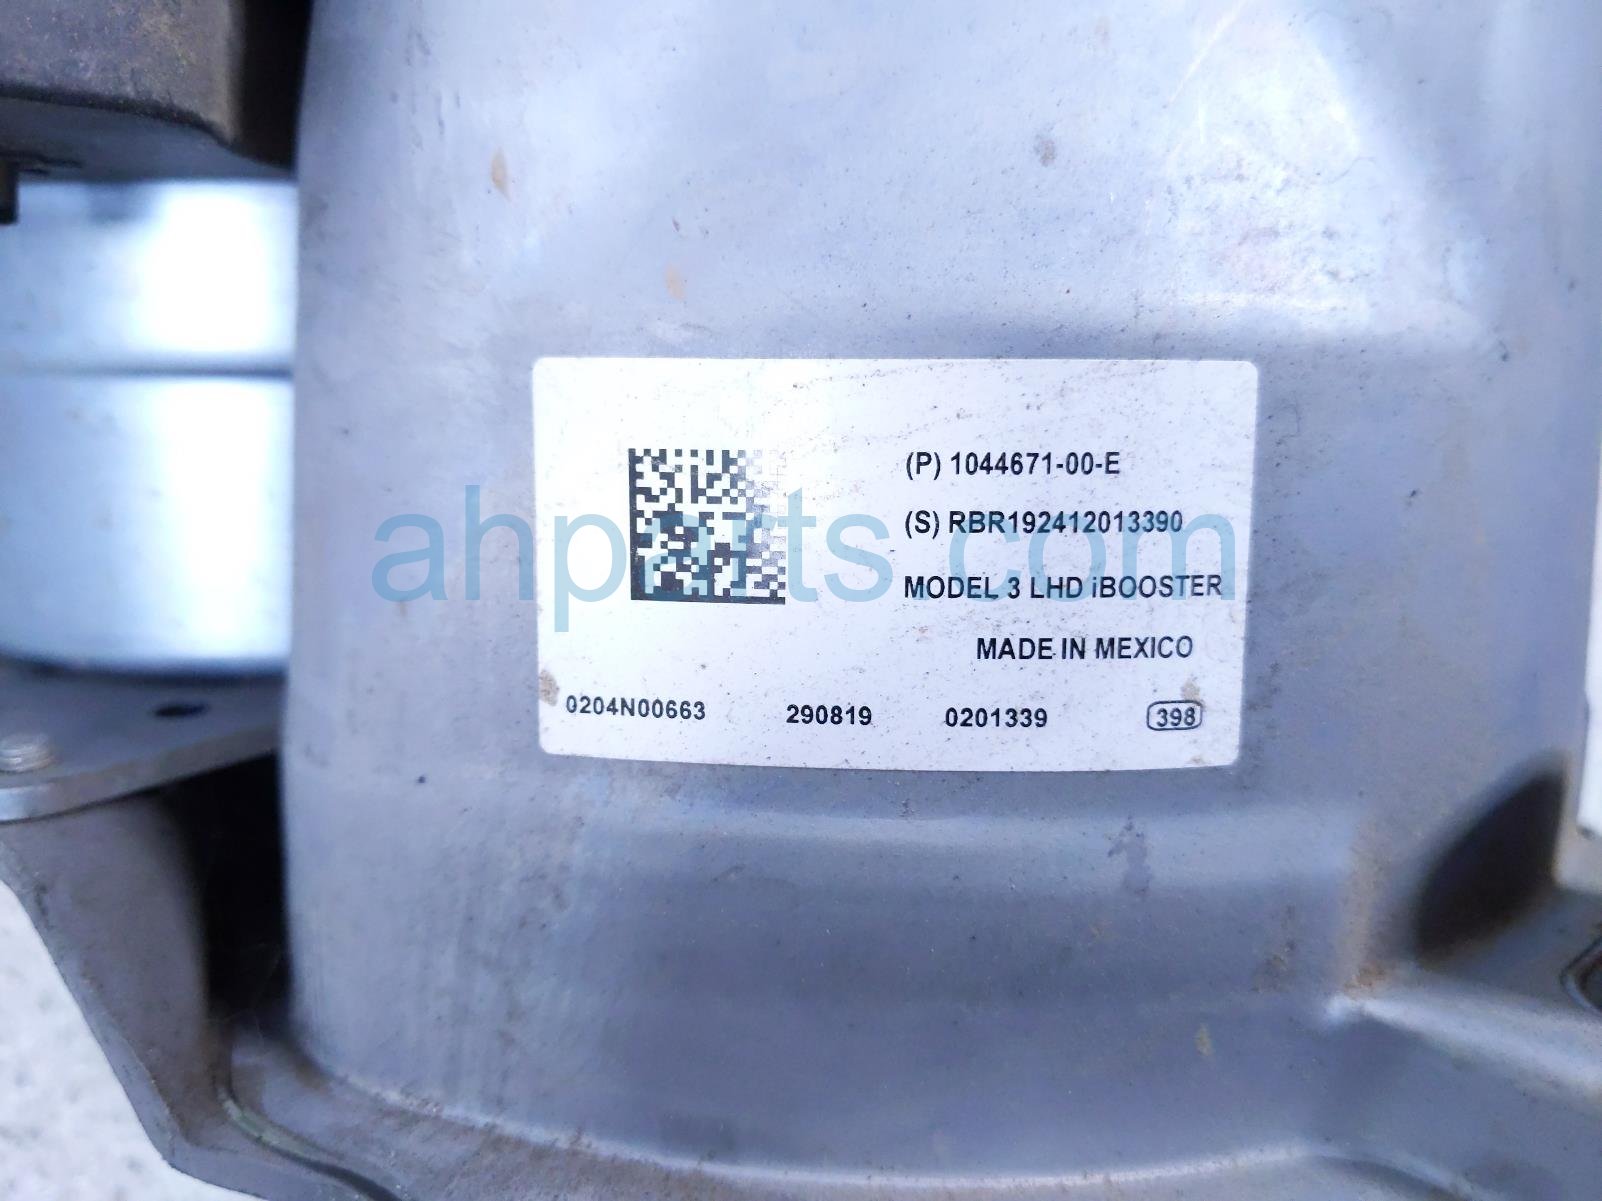 (P) 1044671-00-E
(S) RBR192412013390
MODEL 3 LHD iBOOSTER
MADE IN MEXICO
0204N00663 290819 0201339 398
ahparts.com